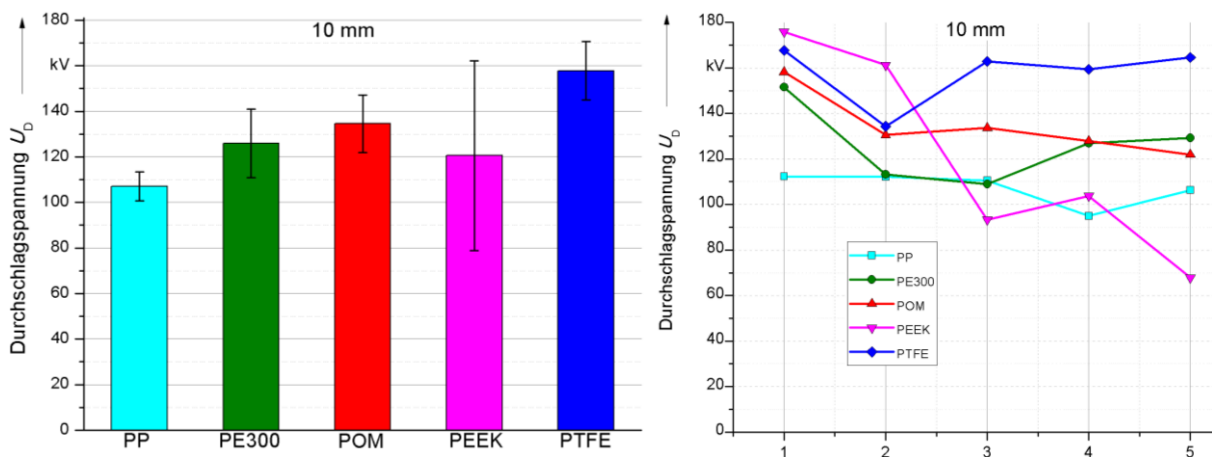 180
kV
140
120
100
80
60
40
20
0
Durchschlagspannung U_D
10 mm
PP PE300 POM PEEK PTFE
180
kV
140
120
100
80
60
40
20
0
Durchschlagspannung U_D
10 mm
PP
PE300
POM
PEEK
PTFE
1 2 3 4 5